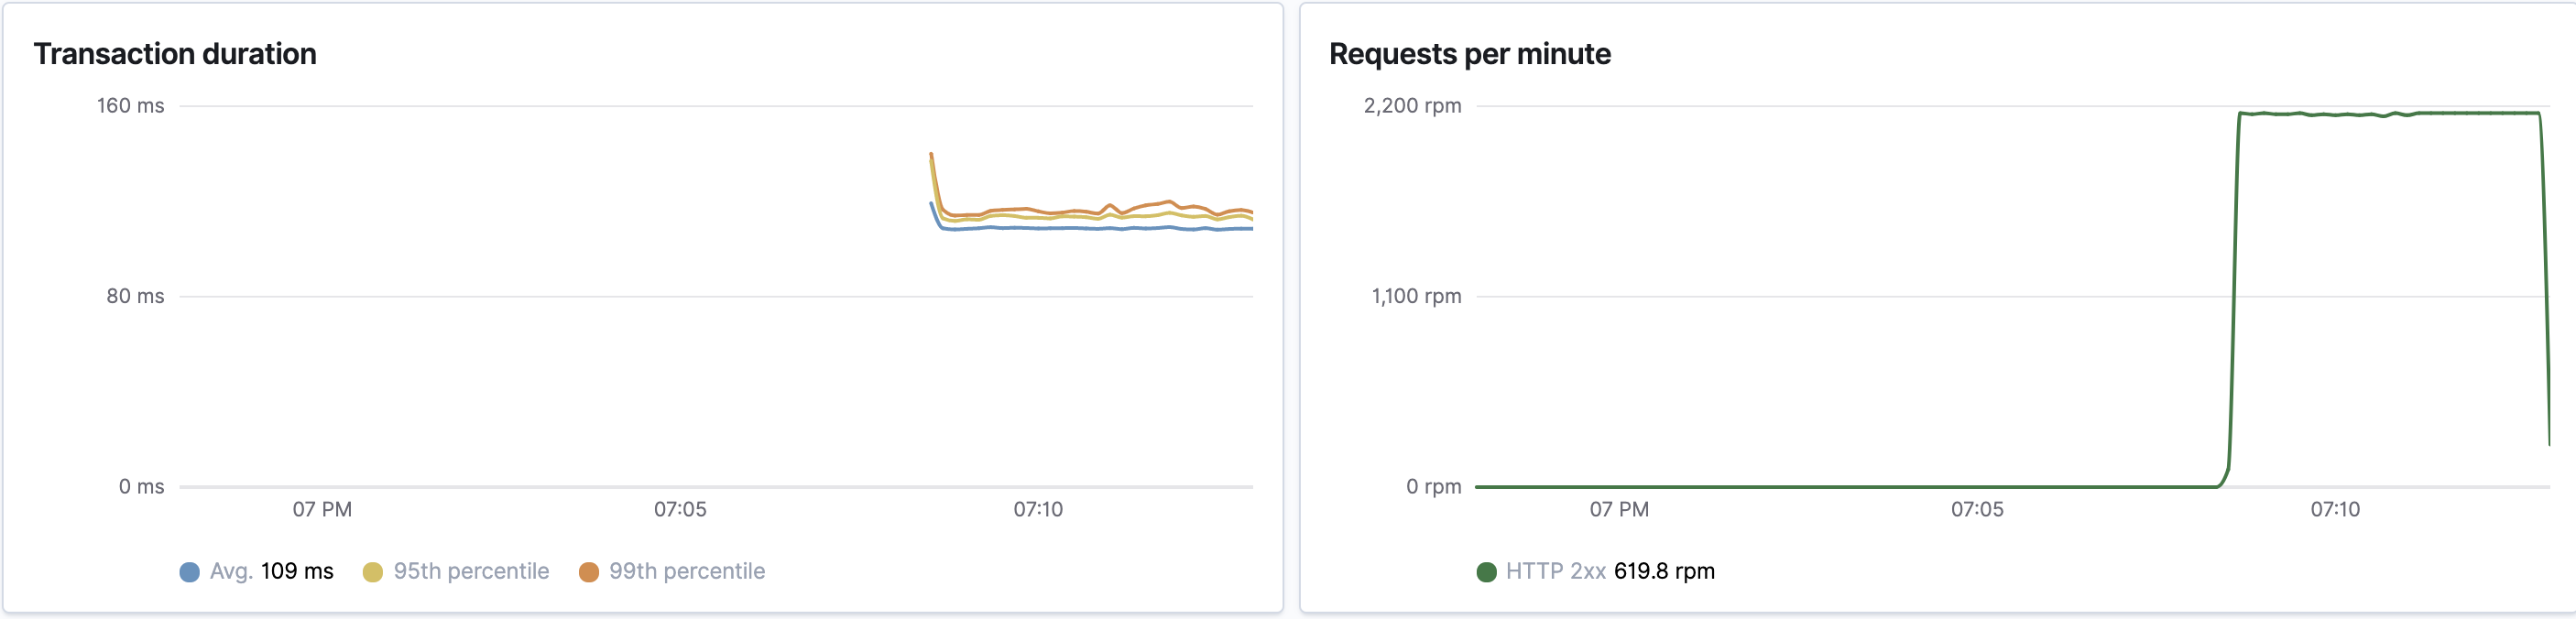 Transaction duration
160 ms
80 ms
0 ms
07 PM 07:05 07:10
Avg. 109 ms 95th percentile 99th percentile
Requests per minute
2,200 rpm
1,100 rpm
0 rpm
07 PM 07:05 07:10
HTTP 2xx 619.8 rpm